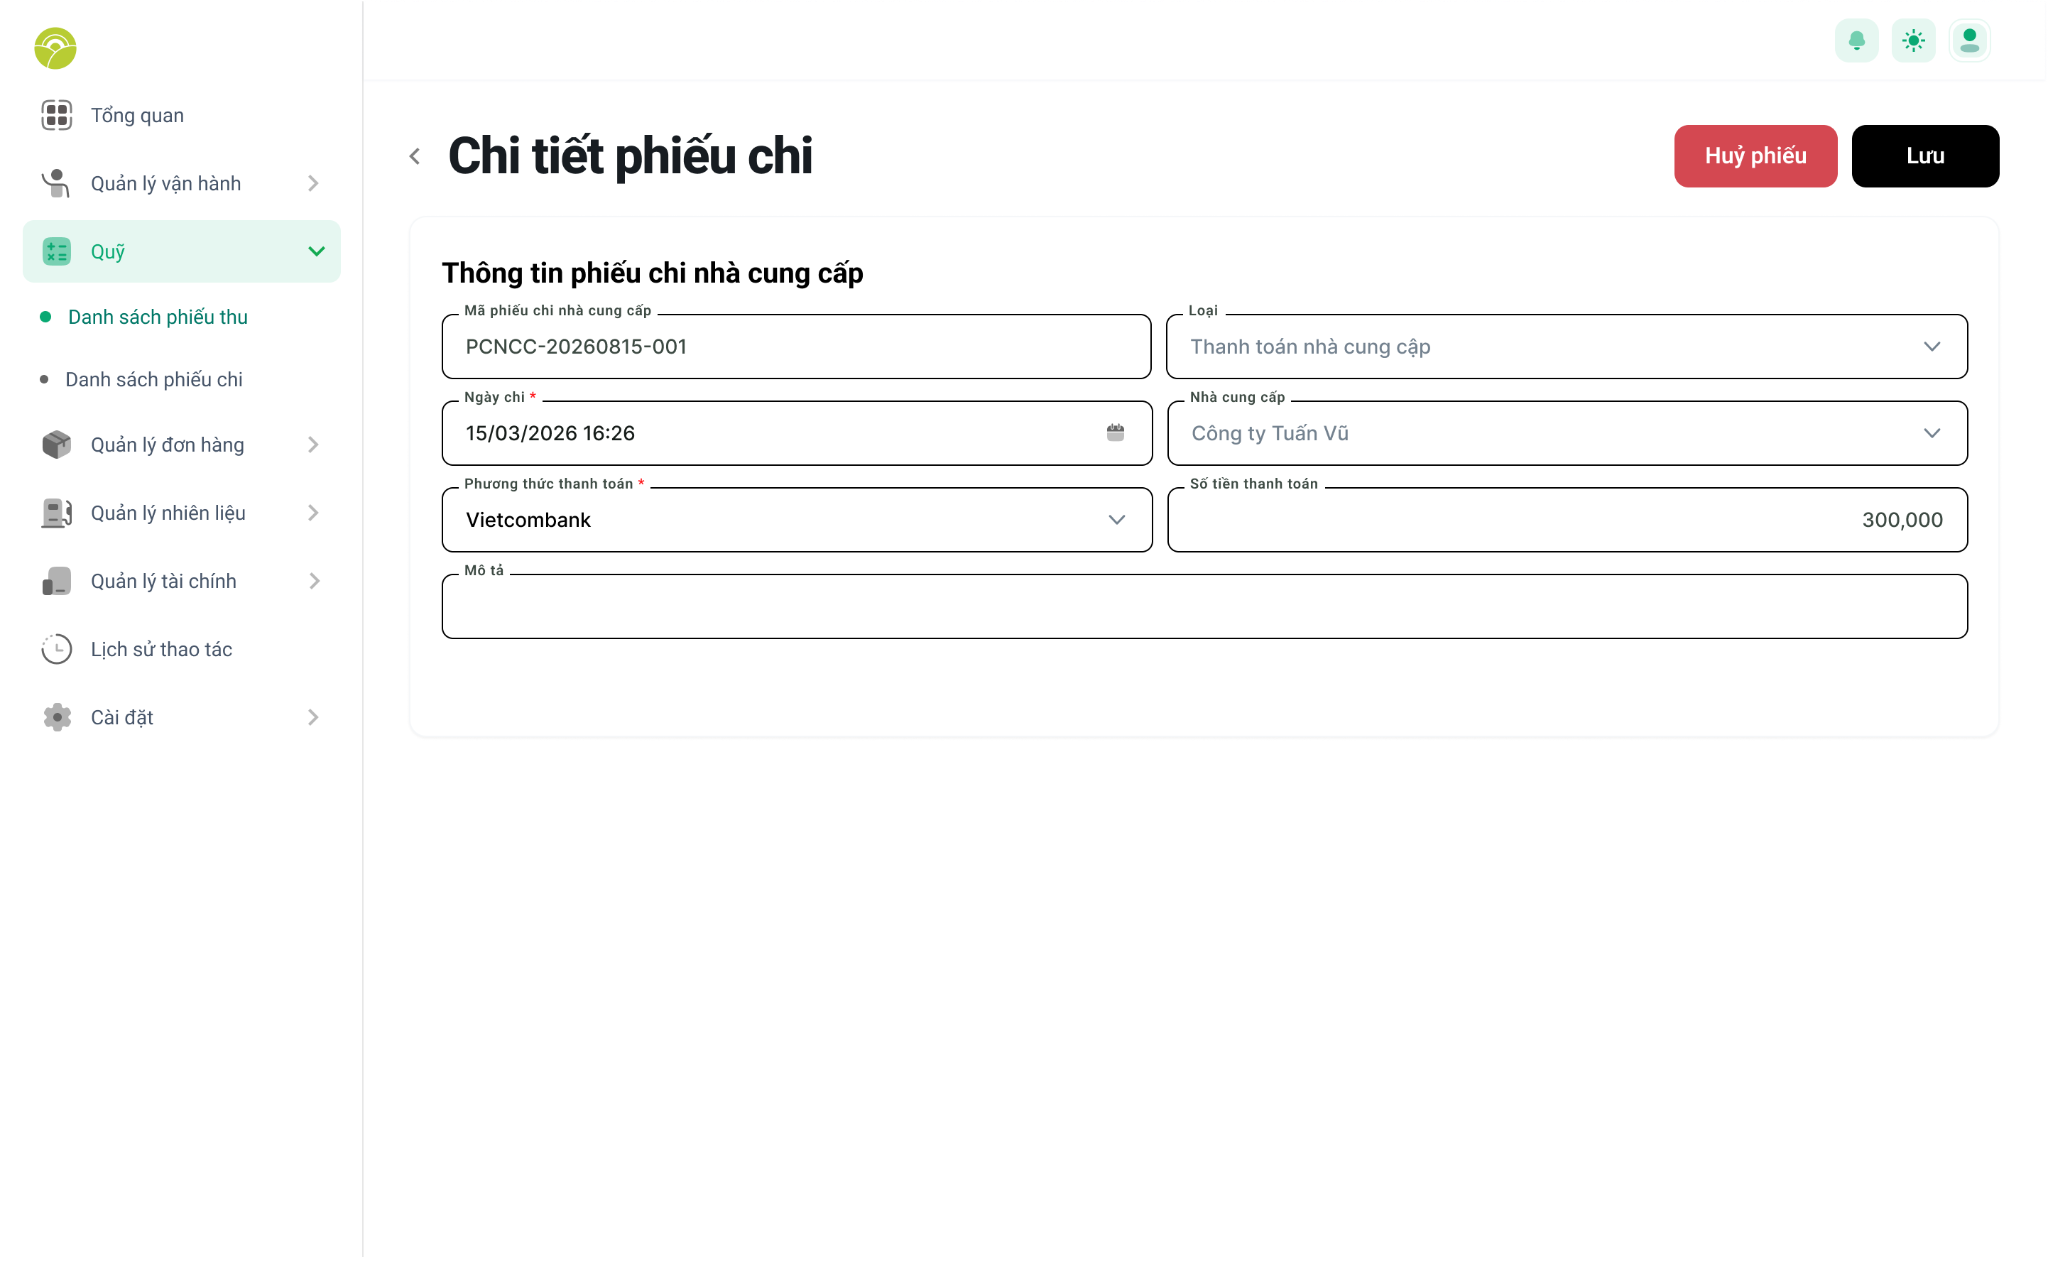 Tổng quan
Quản lý vận hành
Quỹ
Danh sách phiếu thu
Danh sách phiếu chi
Quản lý đơn hàng
Quản lý nhiên liệu
Quản lý tài chính
Lịch sử thao tác
Cài đặt
Chi tiết phiếu chi
Huỷ phiếu
Lưu
Thông tin phiếu chi nhà cung cấp
Mã phiếu chi nhà cung cấp
PCNCC-20260815-001
Loại
Thanh toán nhà cung cập
Ngày chi *
15/03/2026 16:26
Nhà cung cấp
Công ty Tuấn Vũ
Phương thức thanh toán *
Vietcombank
Số tiền thanh toán
300,000
Mô tả